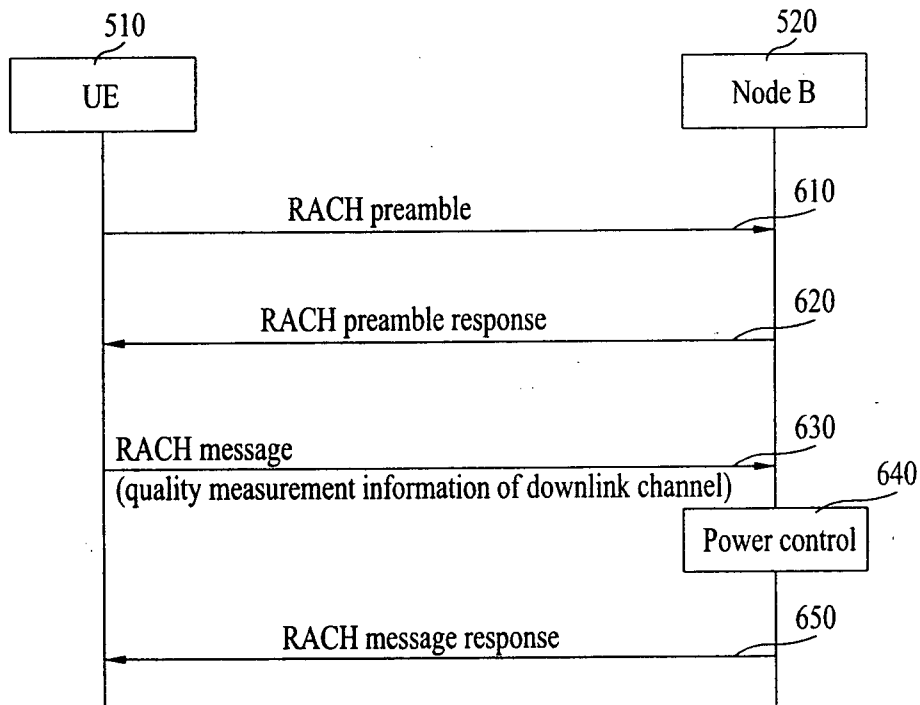 510
520
UE
Node B
610
RACH preamble
620
RACH preamble response
630
RACH message
(quality measurement information of downlink channel)
640
Power control
650
RACH message response